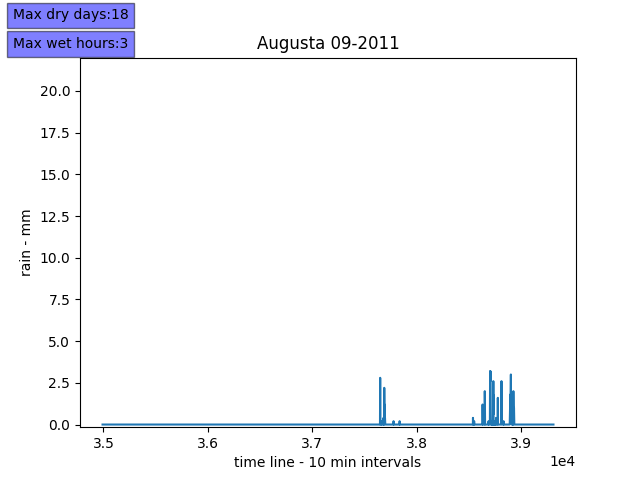 Max dry days:18
Max wet hours:3
Augusta 09-2011
rain - mm
20.0
17.5
15.0
12.5
10.0
7.5
5.0
2.5
0.0
3.5
3.6
3.7
3.8
3.9
1e4
time line - 10 min intervals